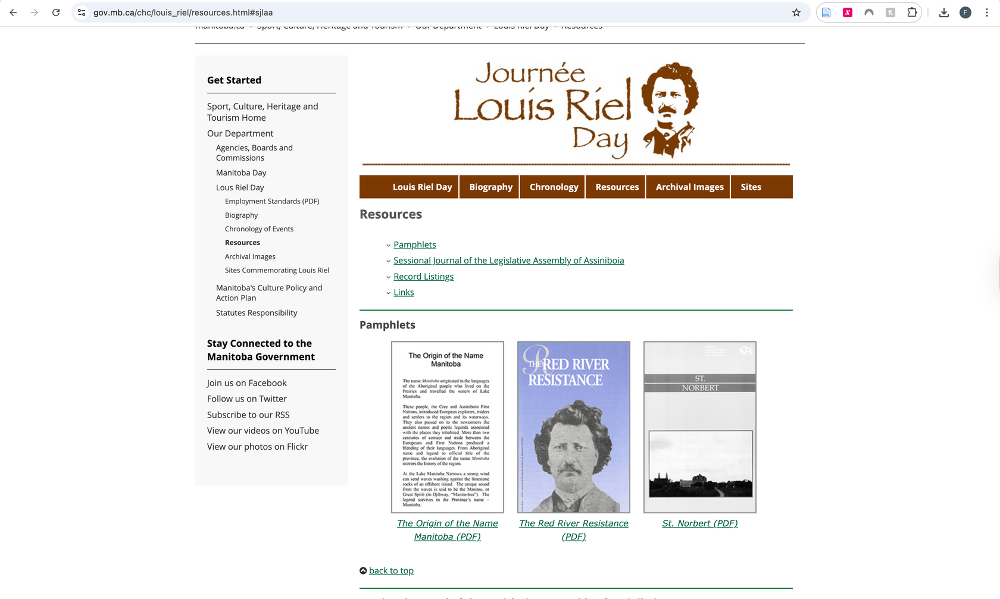 gov.mb.ca/chc/louis_riel/resources.html#sjlaa
F
manitoba.ca > Sport, Culture, Heritage and Tourism > Our Department > Louis Riel Day > Resources
Get Started
Sport, Culture, Heritage and
Tourism Home
Our Department
Agencies, Boards and
Commissions
Manitoba Day
Lous Riel Day
Employment Standards (PDF)
Biography
Chronology of Events
Resources
Archival Images
Sites Commemorating Louis Riel
Manitoba's Culture Policy and
Action Plan
Statutes Responsibility
Stay Connected to the
Manitoba Government
Join us on Facebook
Follow us on Twitter
Subscribe to our RSS
View our videos on YouTube
View our photos on Flickr
Journée
Louis Riel
Day
Louis Riel Day
Biography
Chronology
Resources
Archival Images
Sites
Resources
Pamphlets
Sessional Journal of the Legislative Assembly of Assiniboia
Record Listings
Links
Pamphlets
The Origin of the Name
Manitoba
The name Manitoba originated in the languages
of the Aboriginal people who lived on the
Prairies and travelled the waters of Lake
Manitoba.
These people, the Cree and Assiniboin First
Nations, introduced European explorers, traders
and settlers to the region and its waterways.
They also passed on to the newcomers the
ancient names and poetic legends associated
with the places they inhabited. More than two
centuries of contact and trade between the
Europeans and First Nations produced a
blending of their languages. From Aboriginal
name and legend to official title of the
province, the evolution of the name Manitoba
mirrors the history of the region.
At the Lake Manitoba Narrows a strong wind
can send waves washing against the limestone
rocks of an offshore island. The unique sound
from the waves is said to be the Manitou, or
Great Spirit (in Ojibway, “Manito-bau”). The
legend survives in the Province's name –
Manitoba.
THE RED RIVER
RESISTANCE
ST.
NORBERT
The Origin of the Name
Manitoba (PDF)
The Red River Resistance
(PDF)
St. Norbert (PDF)
back to top